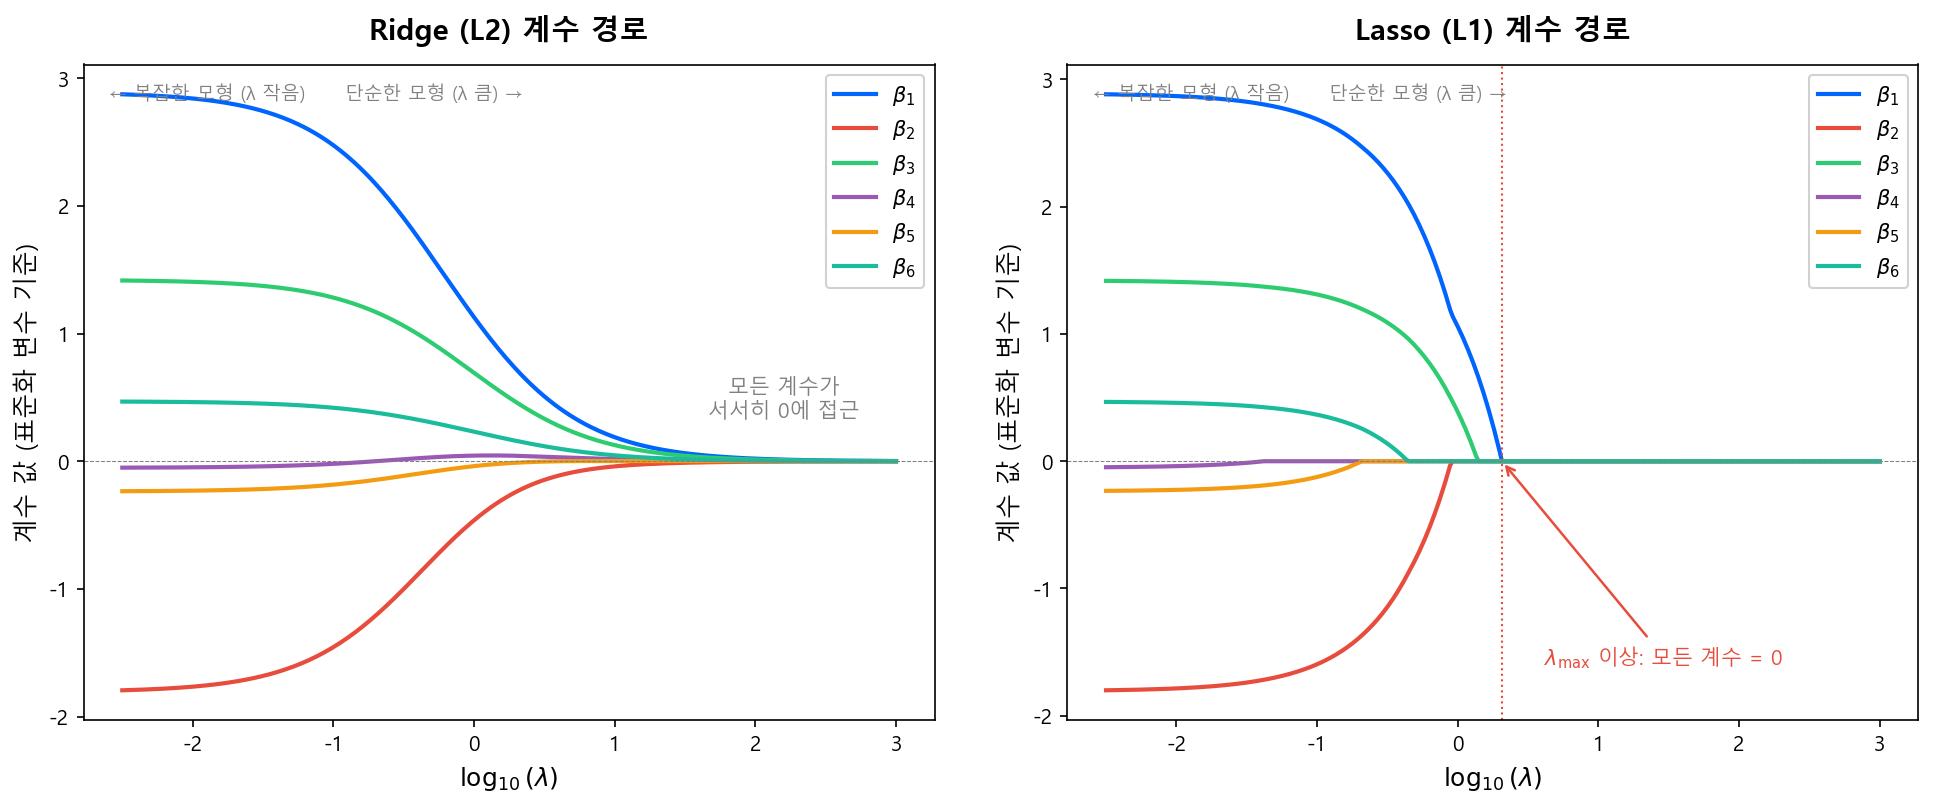 Ridge (L2) 계수 경로
← 복잡한 모형 (λ 작음) 단순한 모형 (λ 큼) →
β1
β2
β3
β4
β5
β6
모든 계수가
서서히 0에 접근
계수 값 (표준화 변수 기준)
3
2
1
0
-1
-2
-2 -1 0 1 2 3
log10 (λ)
Lasso (L1) 계수 경로
← 복잡한 모형 (λ 작음) 단순한 모형 (λ 큼) →
β1
β2
β3
β4
β5
β6
λmax 이상: 모든 계수 = 0
계수 값 (표준화 변수 기준)
3
2
1
0
-1
-2
-2 -1 0 1 2 3
log10 (λ)